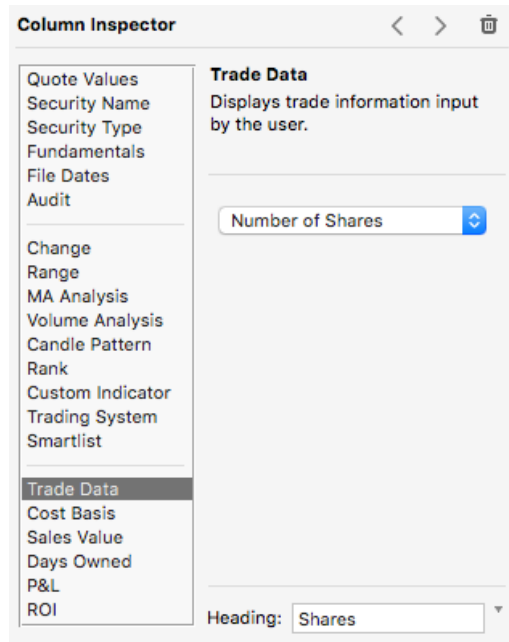 Column Inspector
Quote Values
Security Name
Security Type
Fundamentals
File Dates
Audit
Change
Range
MA Analysis
Volume Analysis
Candle Pattern
Rank
Custom Indicator
Trading System
Smartlist
Trade Data
Cost Basis
Sales Value
Days Owned
P&L
ROI
Trade Data
Displays trade information input
by the user.
Number of Shares
Heading: Shares